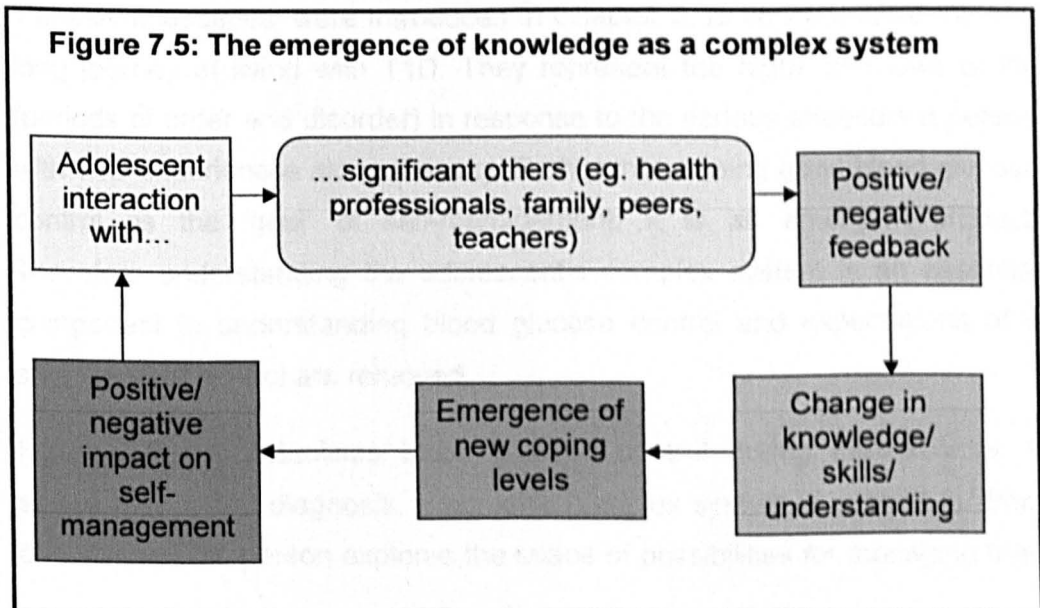 Figure 7.5: The emergence of knowledge as a complex system
Adolescent
interaction
with...
...significant others (eg. health
professionals, family, peers,
teachers)
Positive/
negative
feedback
Change in
knowledge/
skills/
understanding
Emergence of
new coping
levels
Positive/
negative
impact on
self-
management